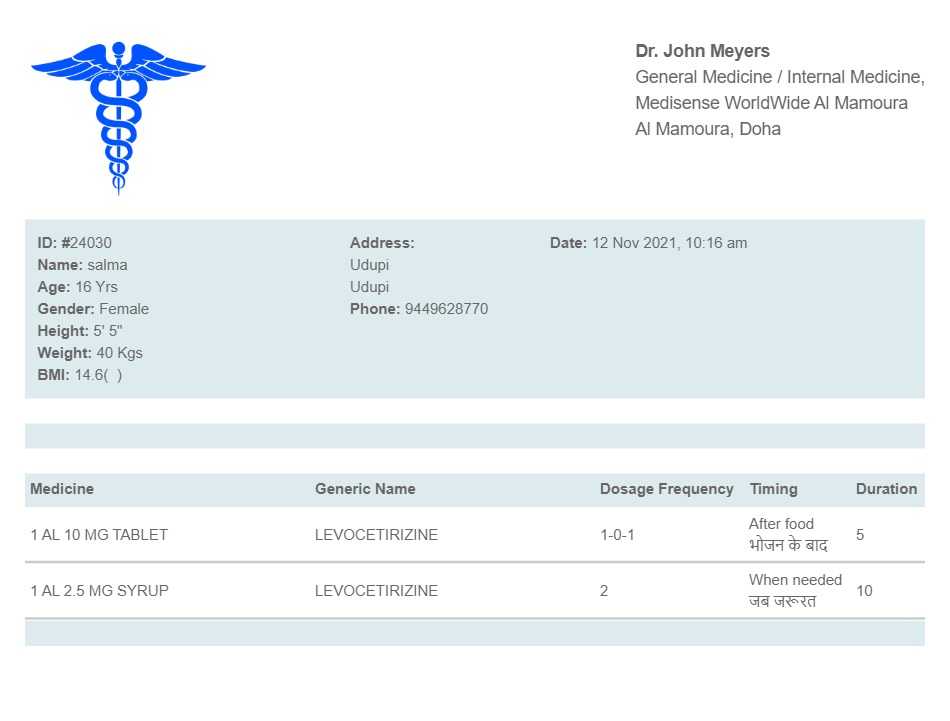 Dr. John Meyers
General Medicine / Internal Medicine,
Medisense WorldWide Al Mamoura
Al Mamoura, Doha
ID: #24030
Name: salma
Age: 16 Yrs
Gender: Female
Height: 5' 5"
Weight: 40 Kgs
BMI: 14.6( )
Address:
Udupi
Udupi
Phone: 9449628770
Date: 12 Nov 2021, 10:16 am
Medicine Generic Name Dosage Frequency Timing Duration
1 AL 10 MG TABLET LEVOCETIRIZINE 1-0-1 After food 5
भोजन के बाद
1 AL 2.5 MG SYRUP LEVOCETIRIZINE 2 When needed 10
जब जरूरत